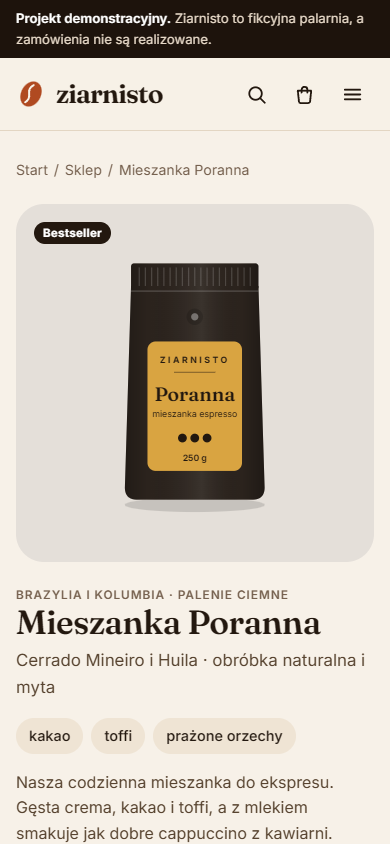 Projekt demonstracyjny. Ziarnisto to fikcyjna palarnia, a
zamówienia nie są realizowane.
ziarnisto
Start / Sklep / Mieszanka Poranna
Bestseller
ZIARNISTO
Poranna
mieszanka espresso
250 g
BRAZYLIA I KOLUMBIA · PALENIE CIEMNE
Mieszanka Poranna
Cerrado Mineiro i Huila · obróbka naturalna i
myta
kakao
toffi
prażone orzechy
Nasza codzienna mieszanka do ekspresu.
Gęsta crema, kakao i toffi, a z mlekiem
smakuje jak dobre cappuccino z kawiarni.